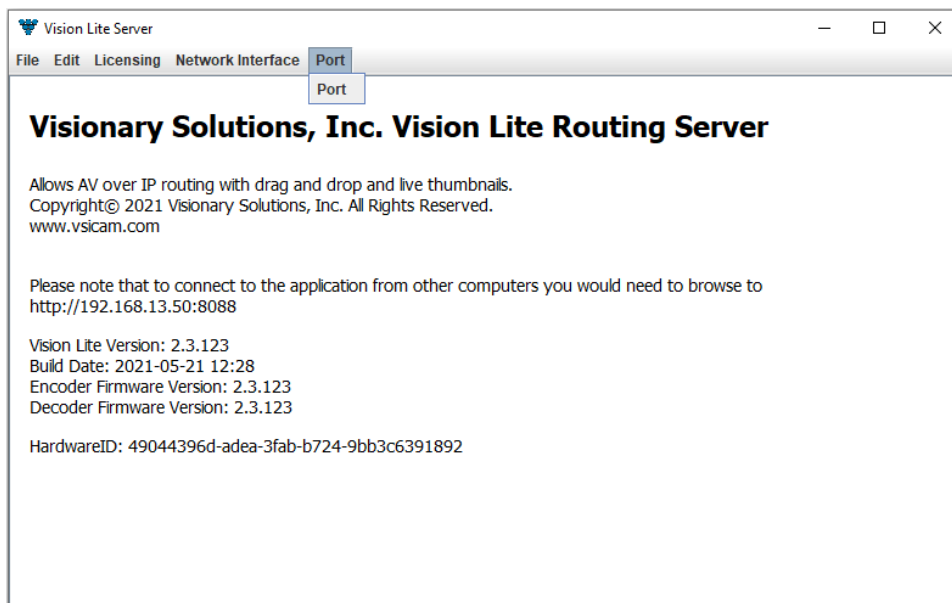 Vision Lite Server
File Edit Licensing Network Interface Port
Port
Visionary Solutions, Inc. Vision Lite Routing Server
Allows AV over IP routing with drag and drop and live thumbnails.
Copyright© 2021 Visionary Solutions, Inc. All Rights Reserved.
www.vsicam.com
Please note that to connect to the application from other computers you would need to browse to
http://192.168.13.50:8088
Vision Lite Version: 2.3.123
Build Date: 2021-05-21 12:28
Encoder Firmware Version: 2.3.123
Decoder Firmware Version: 2.3.123
HardwareID: 49044396d-adea-3fab-b724-9bb3c6391892